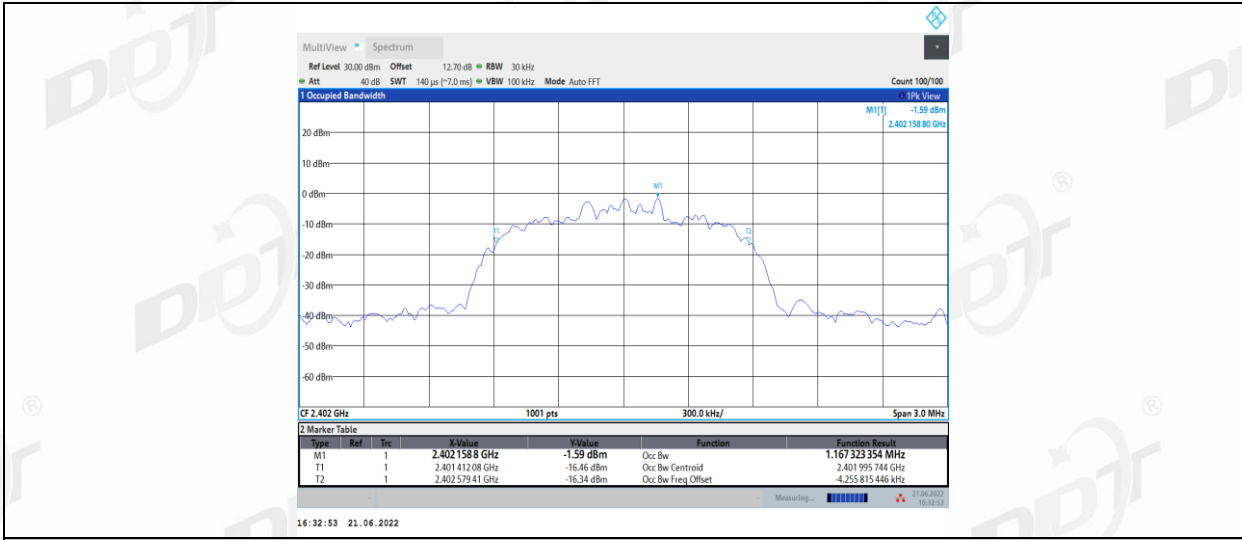 MultiView Spectrum
Ref Level 30.00 dBm Offset 12.70 dB RBW 30 kHz
Att 40 dB SWT 140 µs (~7.0 ms) VBW 100 kHz Mode Auto FFT Count 100/100
1 Occupied Bandwidth 1Pk View
M1[1] -1.59 dBm
2.402 158 80 GHz
20 dBm
10 dBm
M1
0 dBm
-10 dBm
T1 T2
-20 dBm
-30 dBm
-40 dBm
-50 dBm
-60 dBm
CF 2.402 GHz 1001 pts 300.0 kHz/ Span 3.0 MHz
2 Marker Table
Type Ref Trc X-Value Y-Value Function Function Result
M1 1 2.402 158 8 GHz -1.59 dBm Occ Bw 1.167 323 354 MHz
T1 1 2.401 412 08 GHz -16.46 dBm Occ Bw Centroid 2.401 995 744 GHz
T2 1 2.402 579 41 GHz -16.34 dBm Occ Bw Freq Offset -4.255 815 446 kHz
Measuring... 21.06.2022
16:32:53
16:32:53 21.06.2022
DDT
®